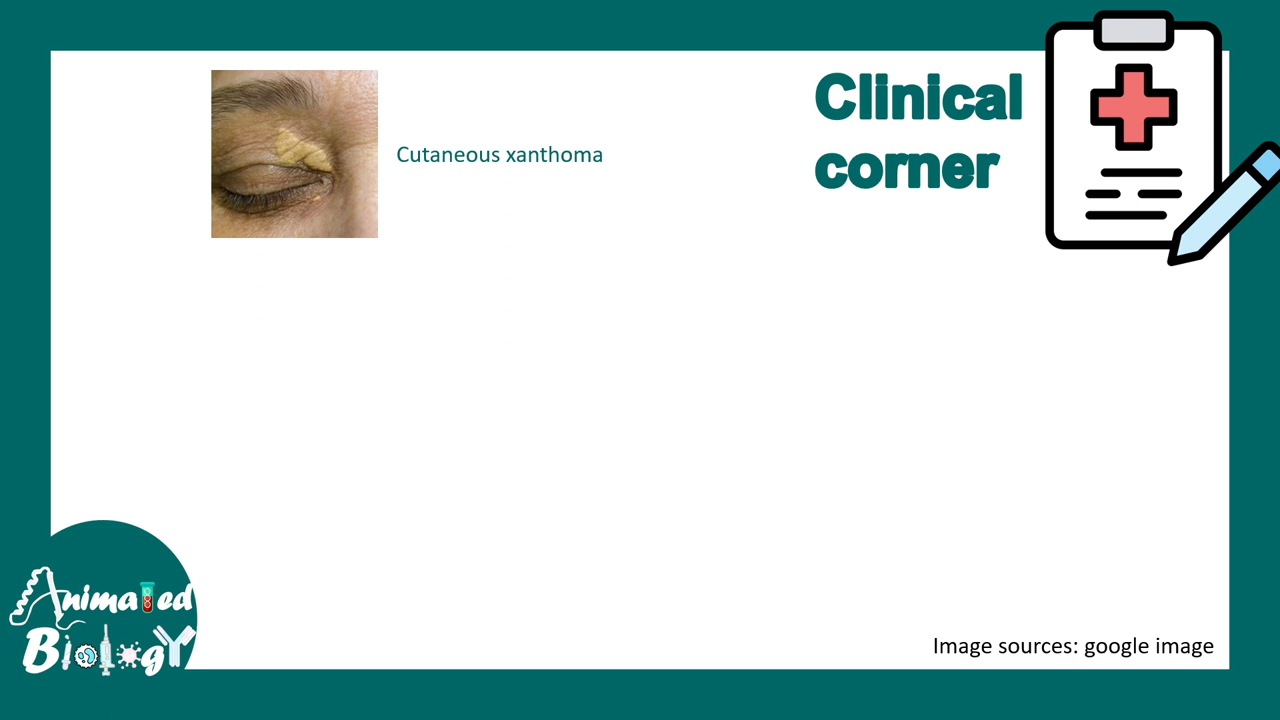 Clinical
corner
Cutaneous xanthoma
Animated
Biology
Image sources: google image